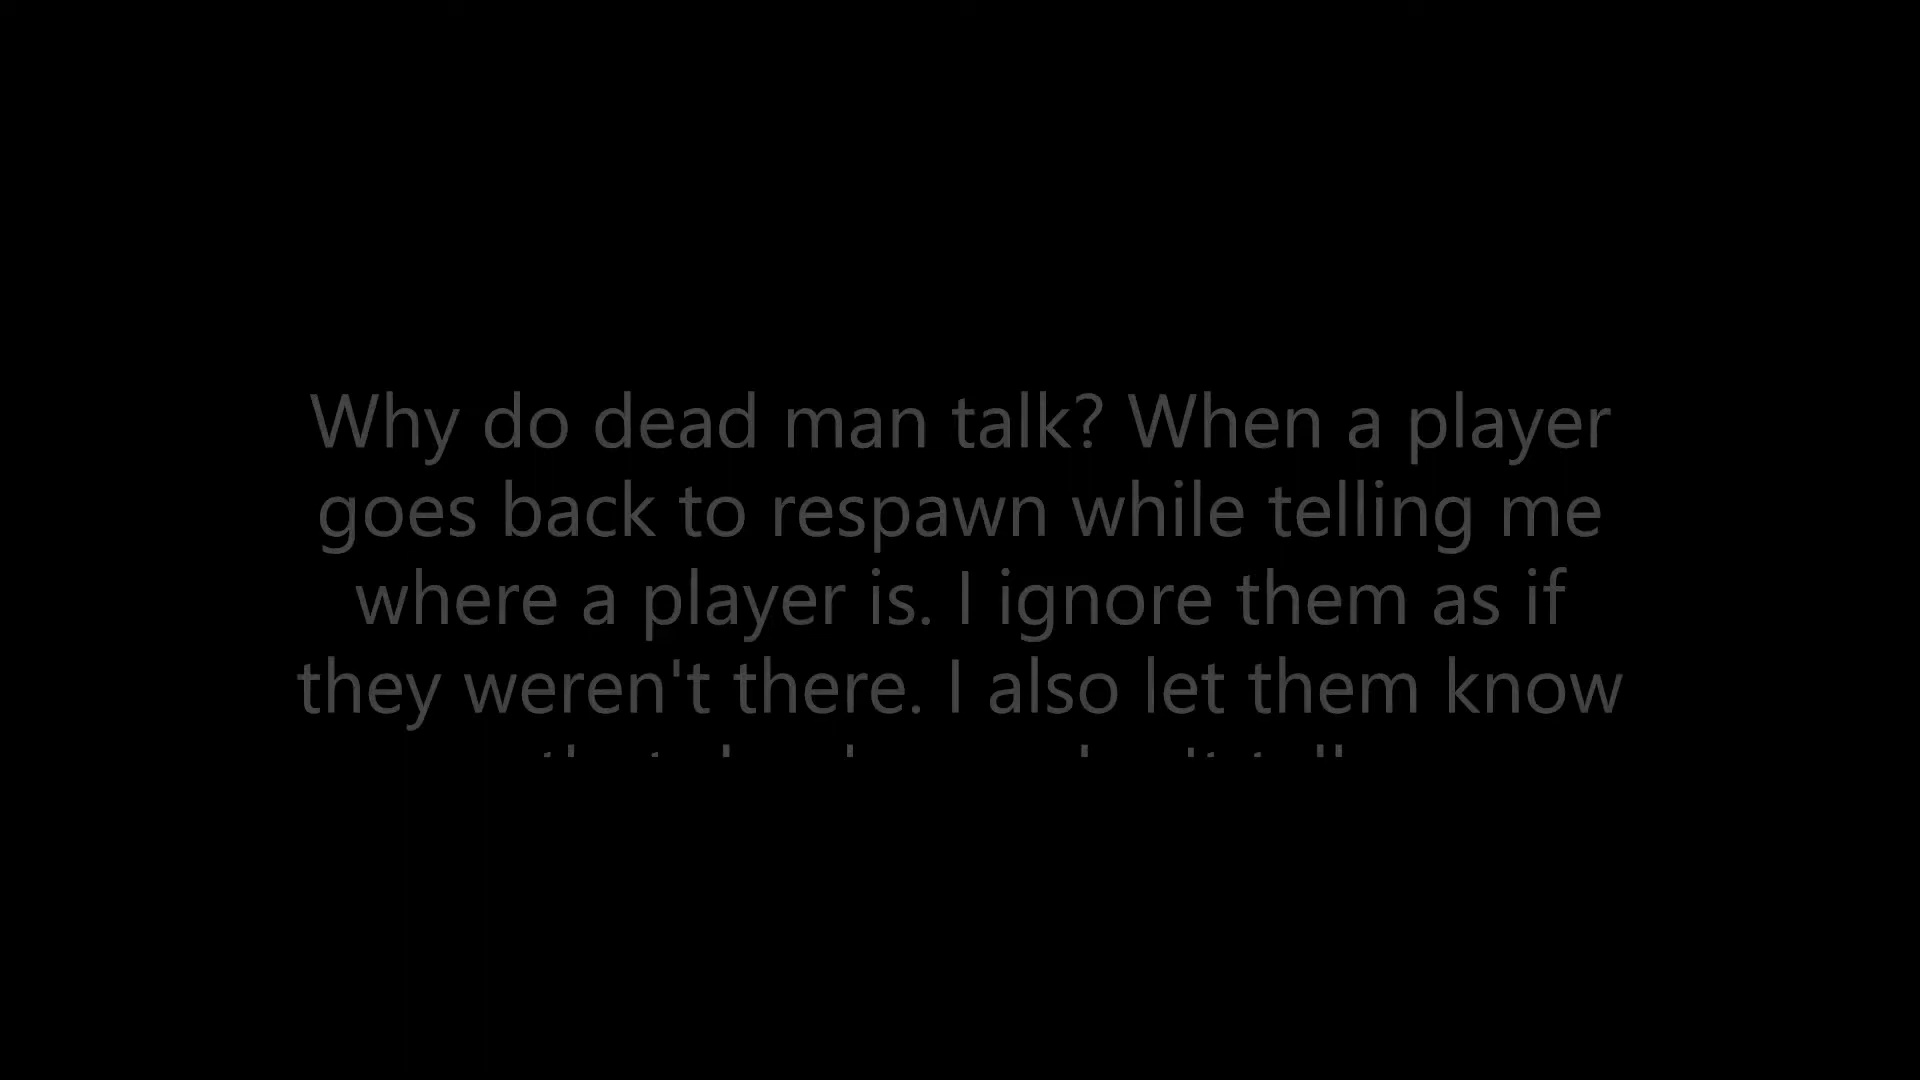 Why do dead man talk? When a player
goes back to respawn while telling me
where a player is. I ignore them as if
they weren't there. I also let them know